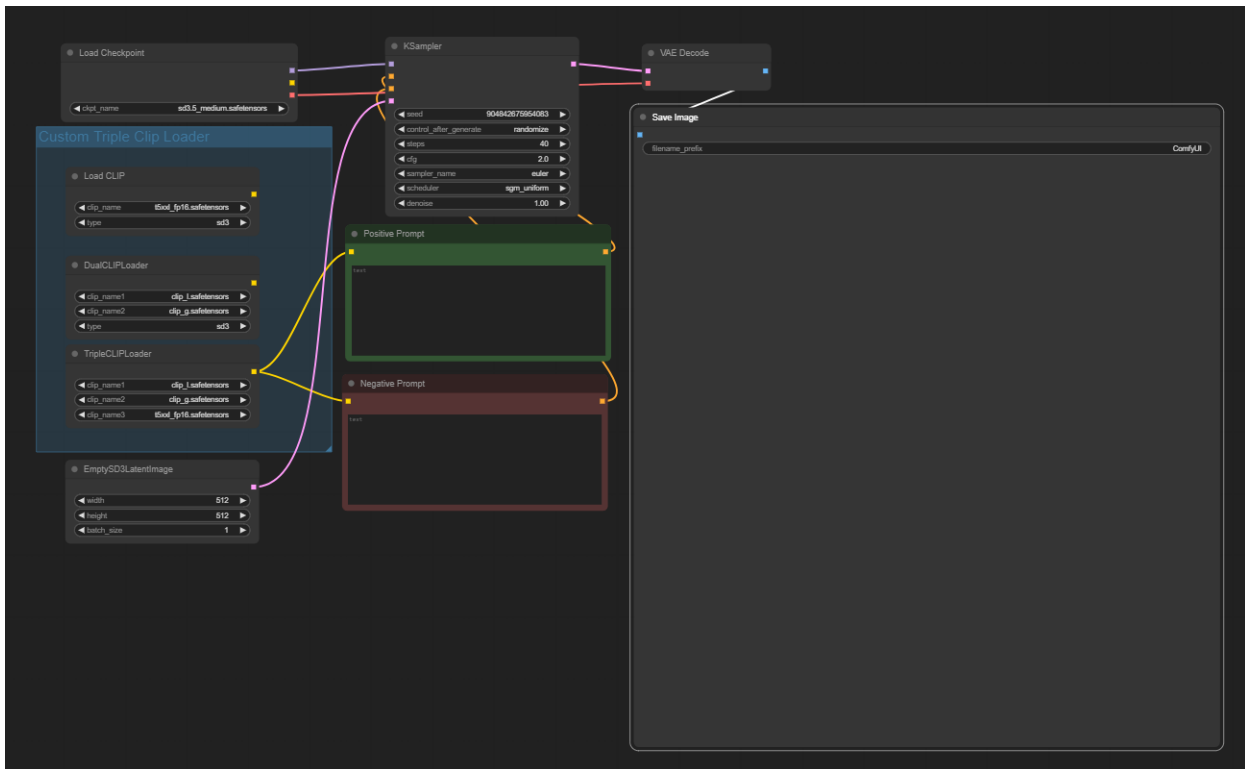 Load Checkpoint
ckpt_name sd3.5_medium.safetensors
Custom Triple Clip Loader
Load CLIP
clip_name t5xxl_fp16.safetensors
type sd3
DualCLIPLoader
clip_name1 clip_l.safetensors
clip_name2 clip_g.safetensors
type sd3
TripleCLIPLoader
clip_name1 clip_l.safetensors
clip_name2 clip_g.safetensors
clip_name3 t5xxl_fp16.safetensors
EmptySD3LatentImage
width 512
height 512
batch_size 1
KSampler
seed 904842675954083
control_after_generate randomize
steps 40
cfg 2.0
sampler_name euler
scheduler sgm_uniform
denoise 1.00
Positive Prompt
text
Negative Prompt
text
VAE Decode
Save Image
filename_prefix ComfyUI